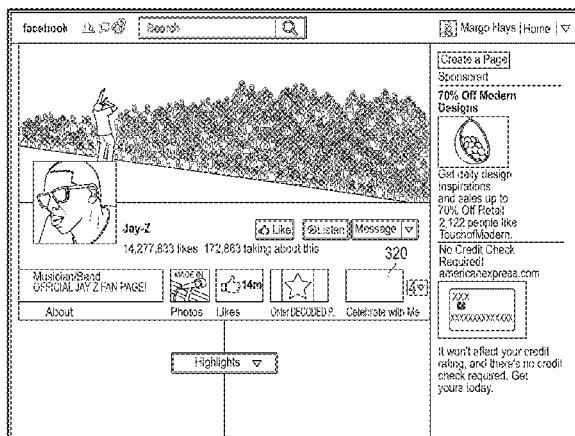 facebook
Search
Margo Hays | Home
Create a Page
Sponsored
70% Off Modern
Designs
Get daily design
inspirations
and sales up to
70% Off Retail
2,122 people like
TouchofModern.
No Credit Check
Required!
americanexpress.com
XXX
XXXXXXXXXXXXX
It won't affect your credit
rating, and there's no credit
check required. Get
yours today.
Jay-Z
14,277,833 likes 172,863 talking about this
Like
Listen
Message
320
Musician/Band
OFFICIAL JAY Z FAN PAGE!
MADE IN
14m
4
About
Photos
Likes
Order DECODED P..
Celebrate with Me
Highlights